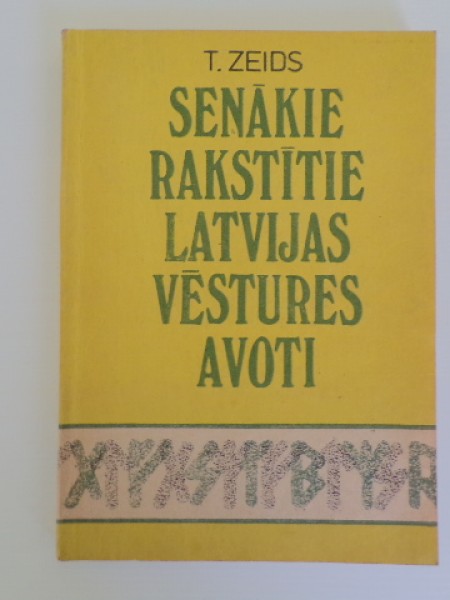 T. ZEIDS
SENĀKIE
RAKSTĪTIE
LATVIJAS
VĒSTURES
AVOTI